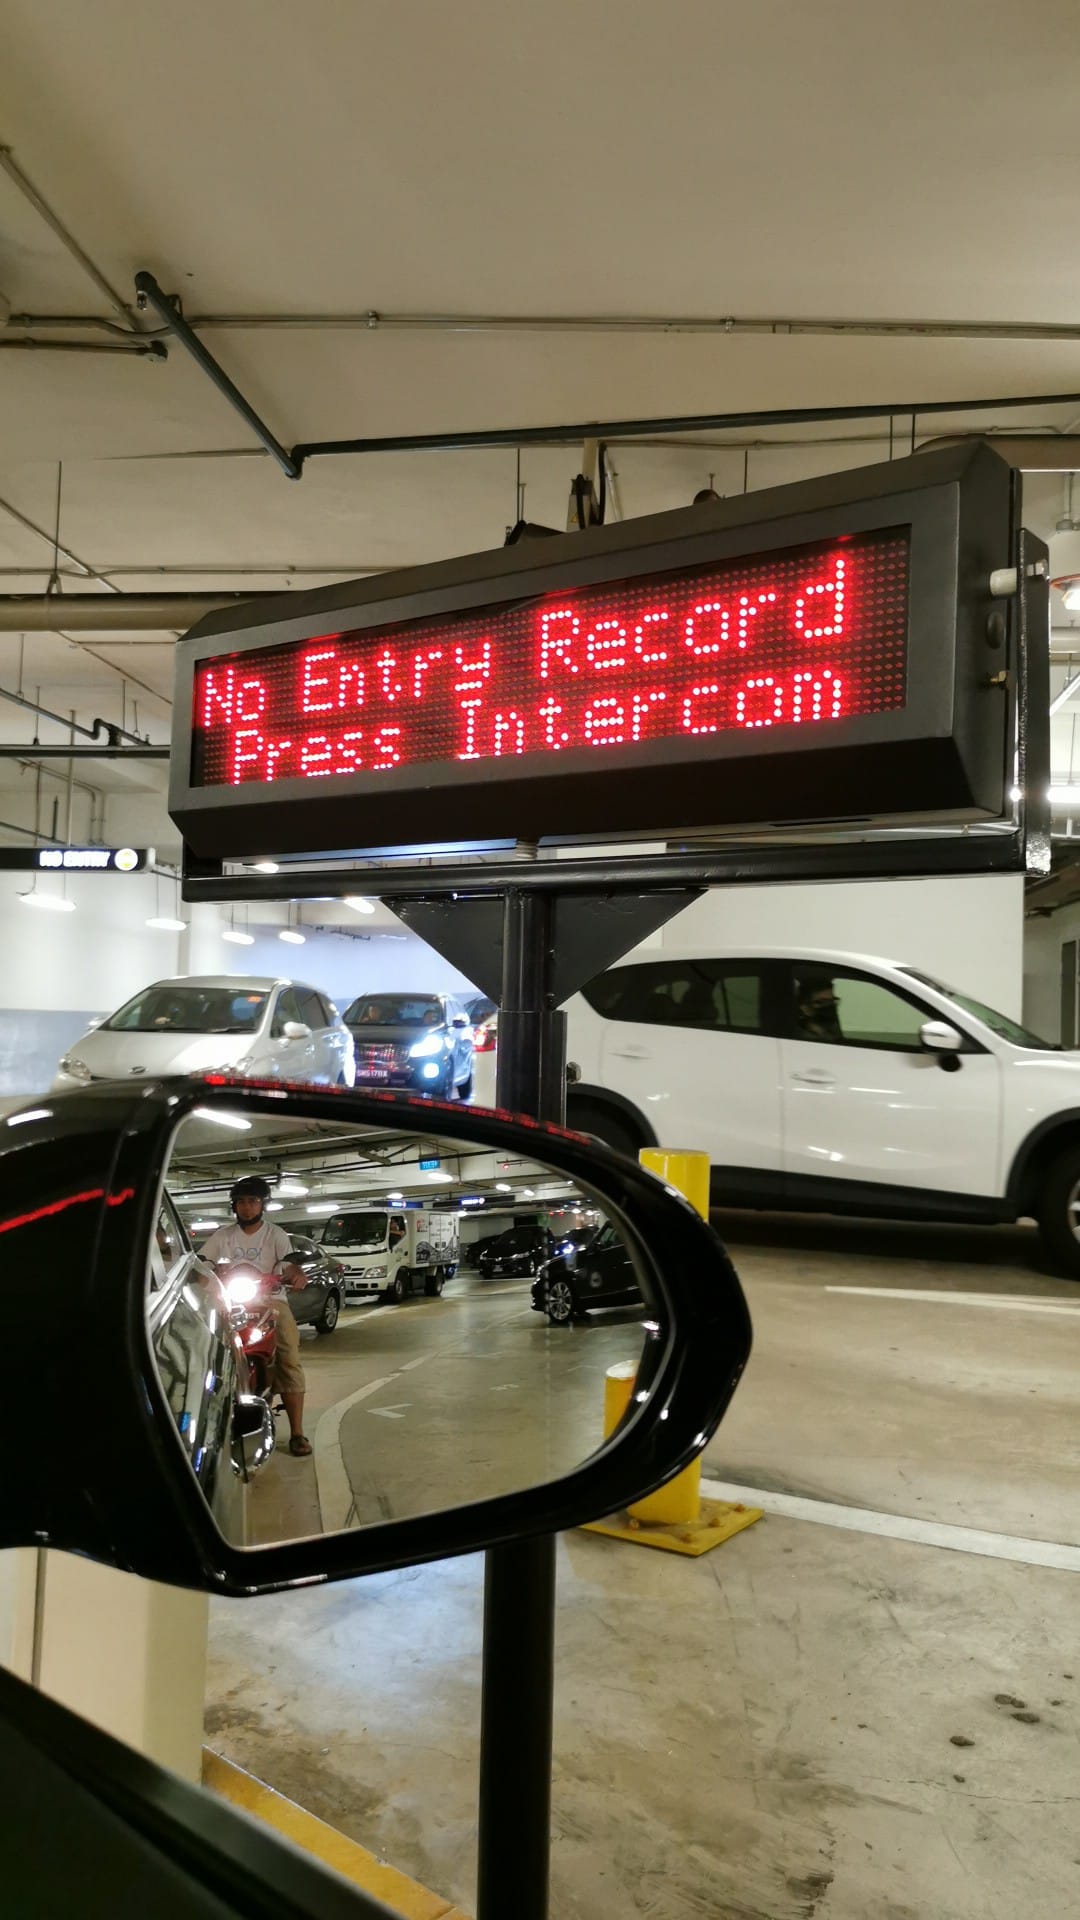 No Entry Record
Press Intercom
NO ENTRY